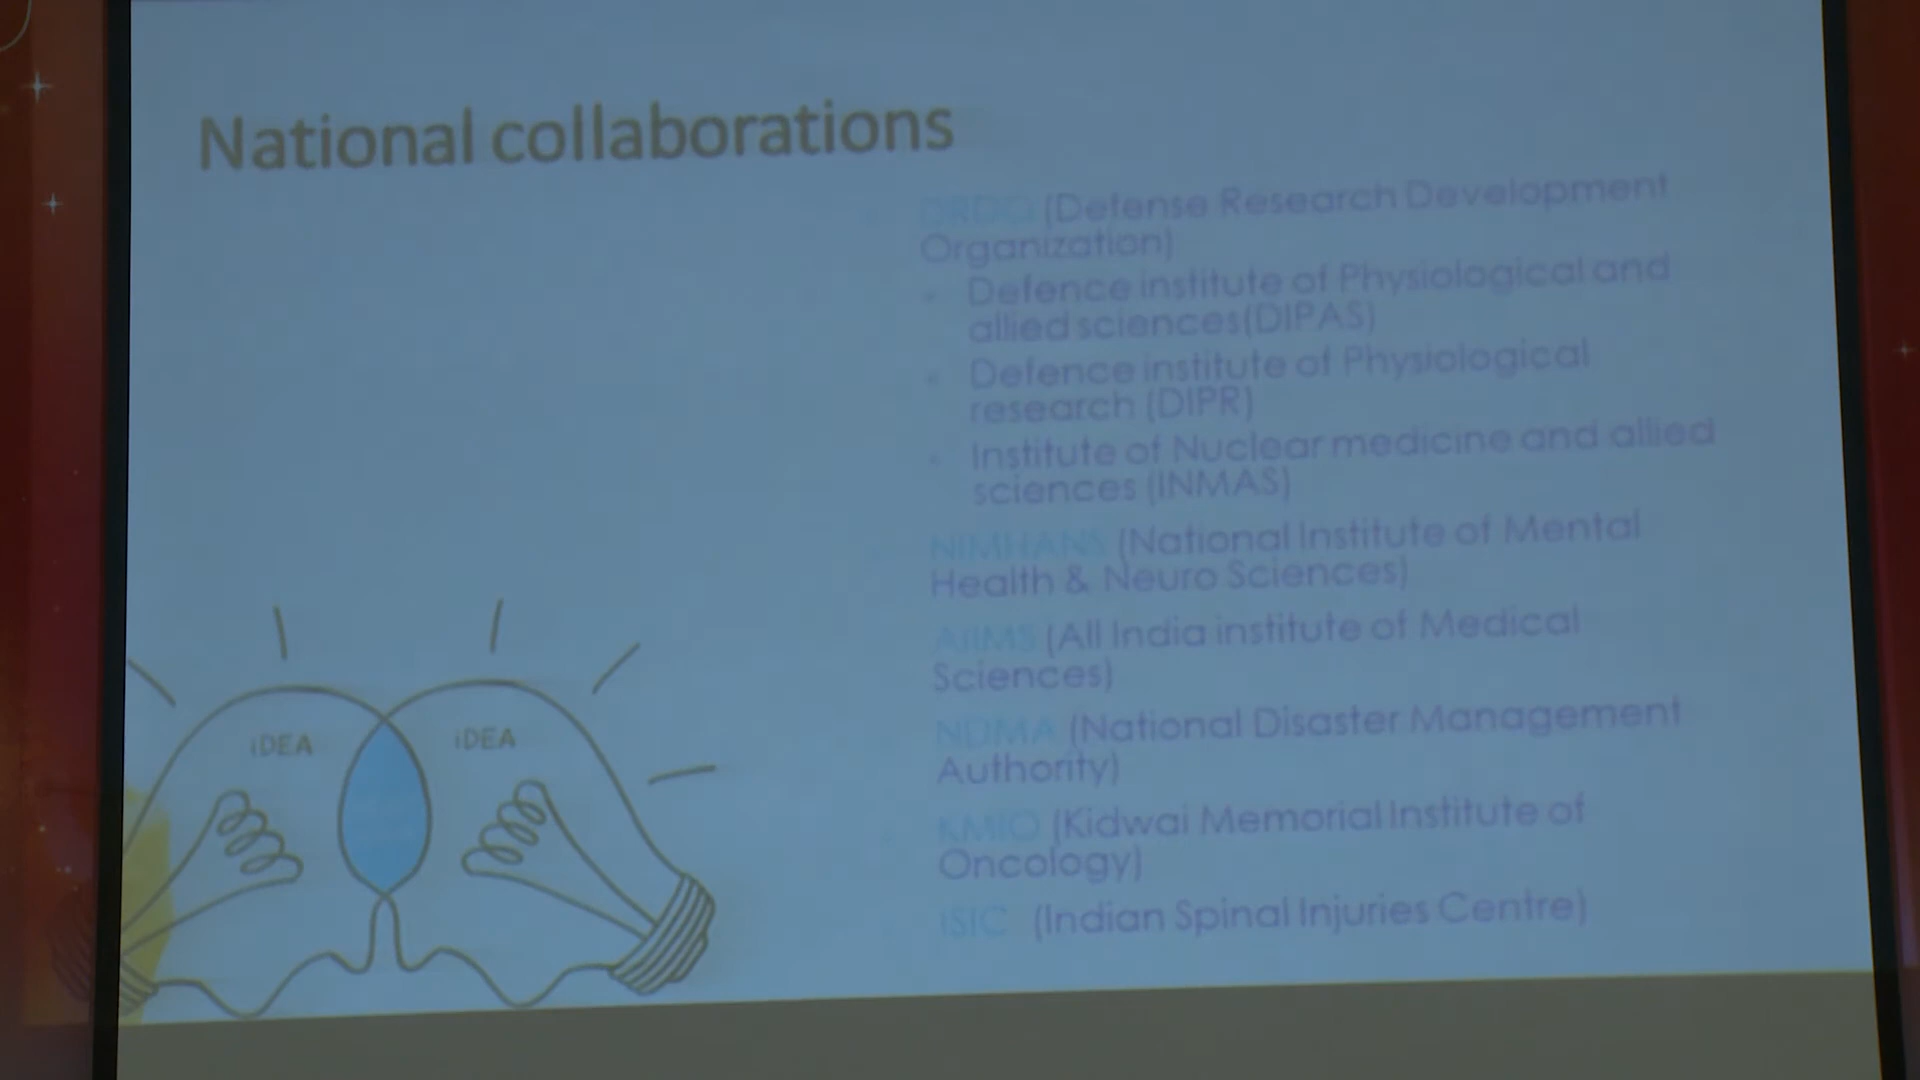 National collaborations
DRDO (Defense Research Development
Organization)
Defence institute of Physiological and
allied sciences(DIPAS)
Defence institute of Physiological
research (DIPR)
Institute of Nuclear medicine and allied
sciences (INMAS)
NIMHANS (National Institute of Mental
Health & Neuro Sciences)
AIIMS (All India institute of Medical
Sciences)
NDMA (National Disaster Management
Authority)
KMIO (Kidwai Memorial Institute of
Oncology)
ISIC (Indian Spinal Injuries Centre)
iDEA
iDEA